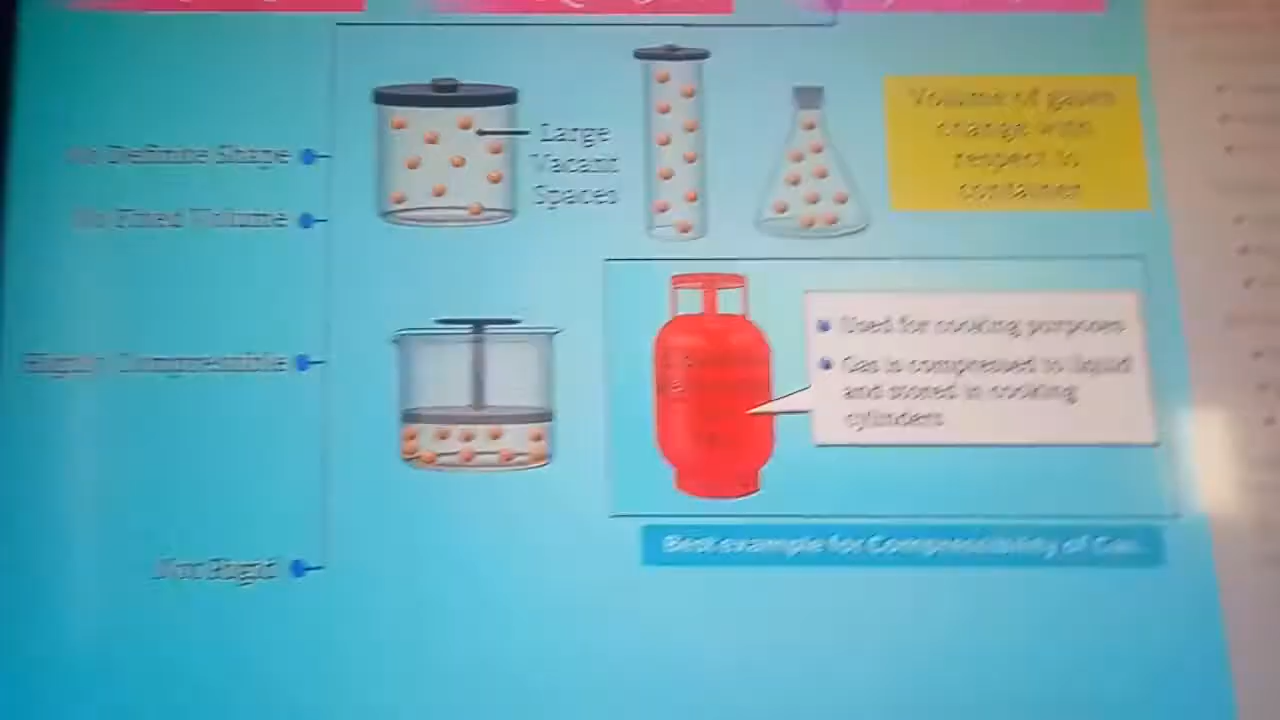 No Definite Shape
No Fixed Volume
Highly Compressible
Not Rigid
Large
Vacant
Spaces
Volume of gases
change with
respect to
container
Used for cooking purposes
Gas is compressed to liquid
and stored in cooking
cylinders
Best example for Compressibility of Gas